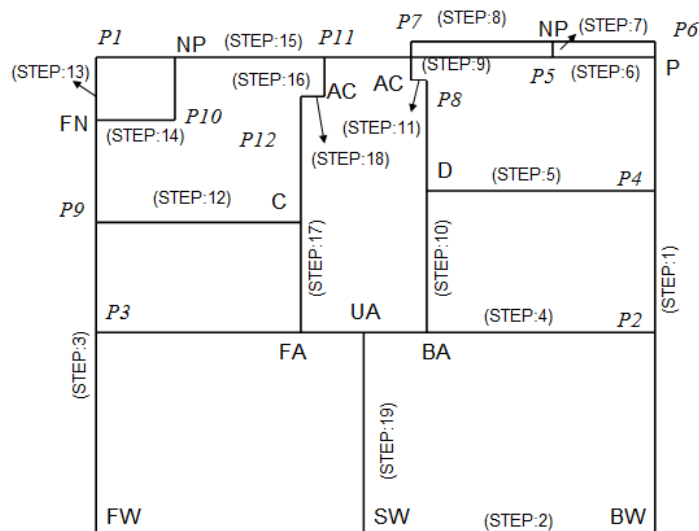 P7
(STEP:8)
P6
P1
NP
(STEP:15)
P11
NP
(STEP:7)
(STEP:13)
(STEP:16)
(STEP:9)
P5
(STEP:6)
P
AC
AC
P8
FN
(STEP:14)
P10
P12
(STEP:11)
(STEP:18)
D
(STEP:5)
P4
P9
(STEP:12)
C
(STEP:17)
(STEP:10)
(STEP:1)
P3
UA
(STEP:4)
P2
(STEP:3)
FA
BA
(STEP:19)
FW
SW
(STEP:2)
BW